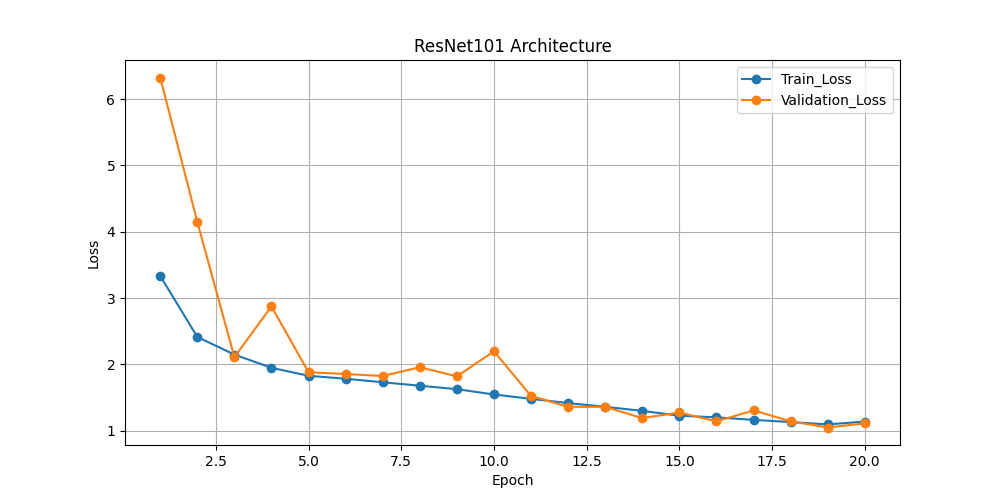 ResNet101 Architecture
Train_Loss
Validation_Loss
Loss
6
5
4
3
2
1
2.5 5.0 7.5 10.0 12.5 15.0 17.5 20.0
Epoch